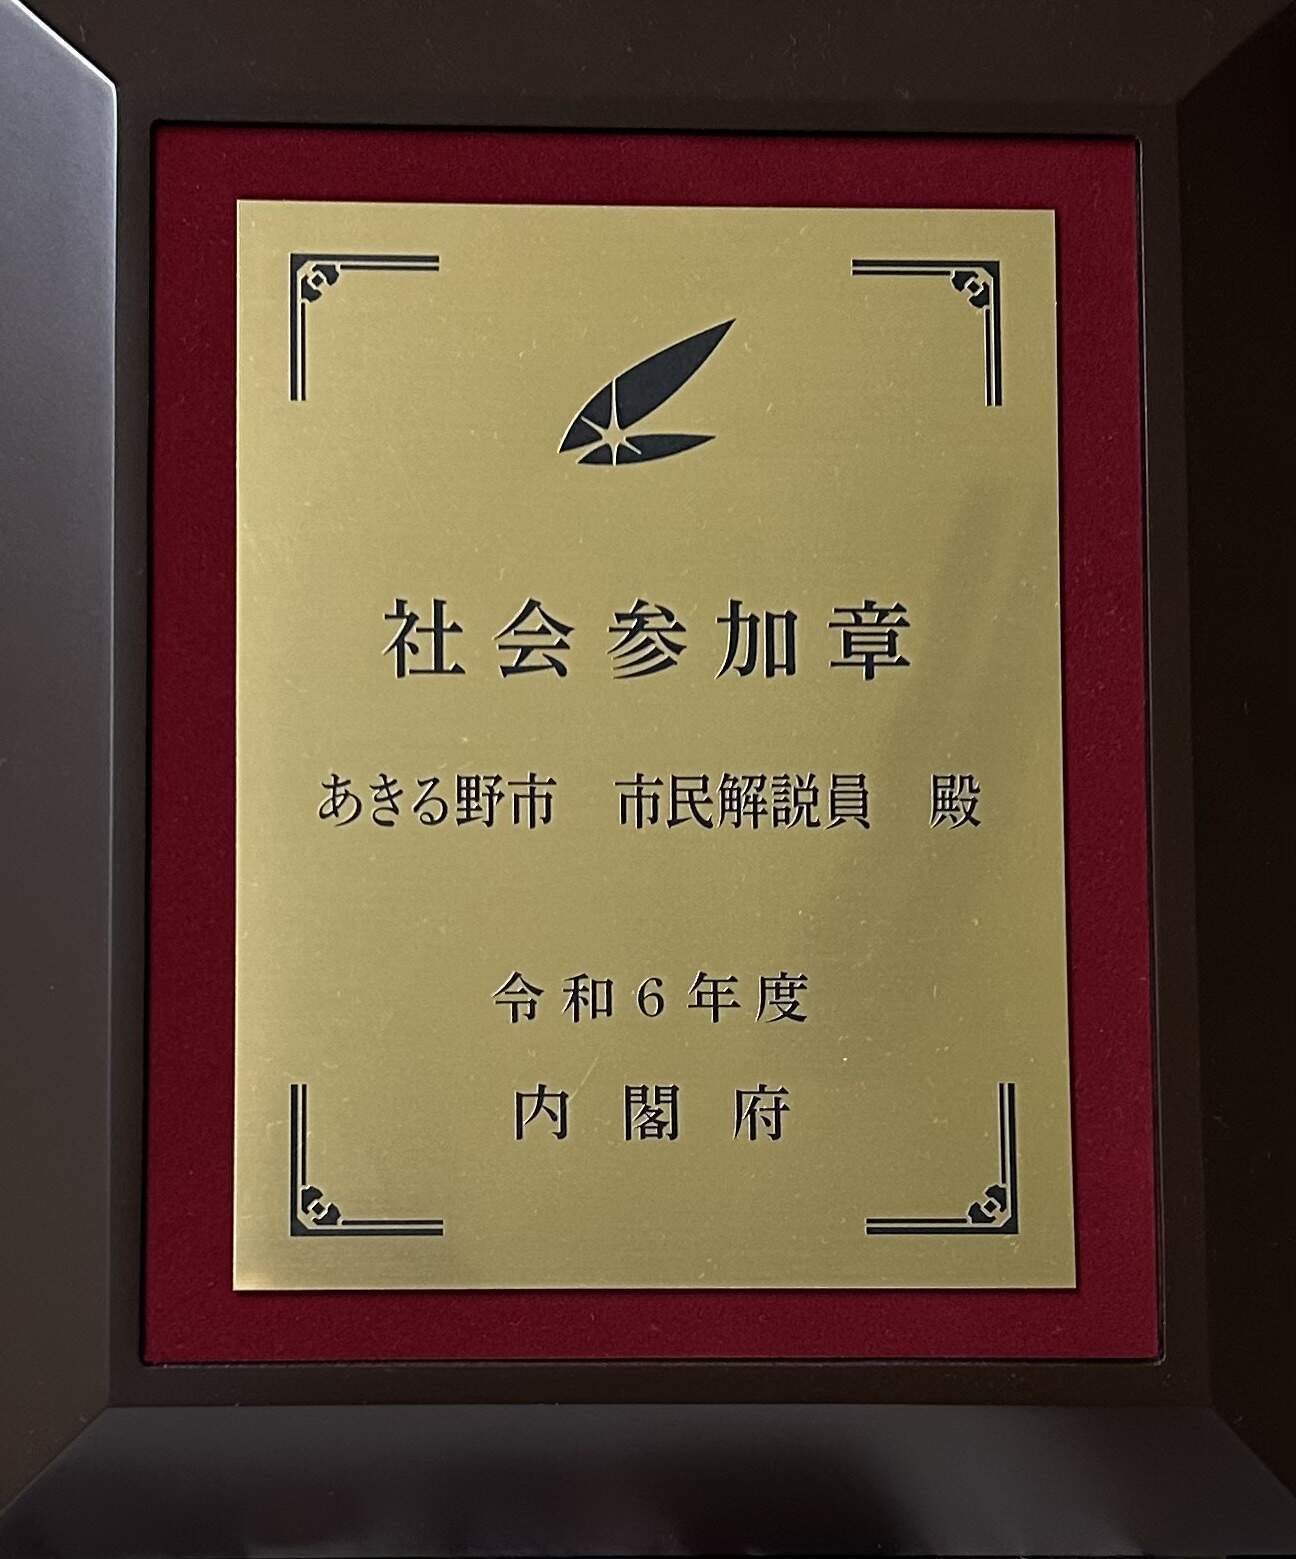 社会参加章
あきる野市　市民解説員　殿
令和6年度
内閣府